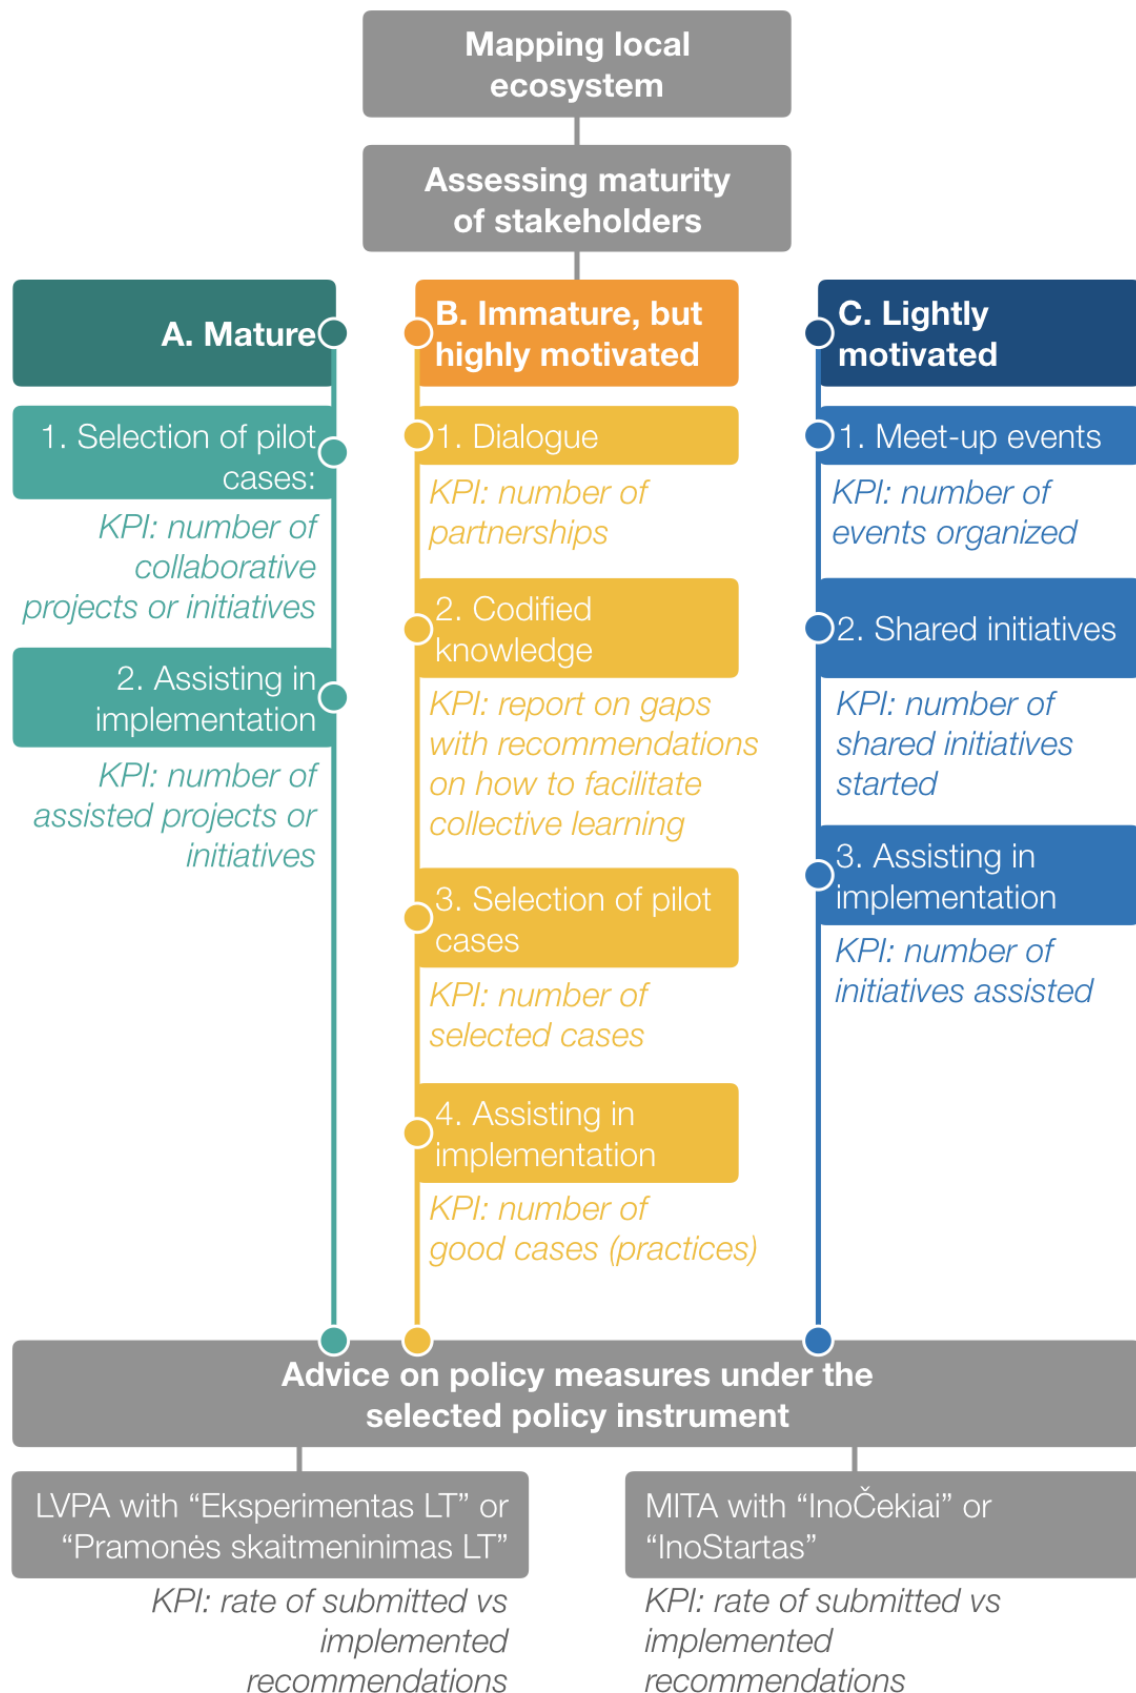 Mapping local
ecosystem
Assessing maturity
of stakeholders
A. Mature
1. Selection of pilot
cases:
KPI: number of
collaborative
projects or initiatives
2. Assisting in
implementation
KPI: number of
assisted projects or
initiatives
B. Immature, but
highly motivated
1. Dialogue
KPI: number of
partnerships
2. Codified
knowledge
KPI: report on gaps
with recommendations
on how to facilitate
collective learning
3. Selection of pilot
cases
KPI: number of
selected cases
4. Assisting in
implementation
KPI: number of
good cases (practices)
C. Lightly
motivated
1. Meet-up events
KPI: number of
events organized
2. Shared initiatives
KPI: number of
shared initiatives
started
3. Assisting in
implementation
KPI: number of
initiatives assisted
Advice on policy measures under the
selected policy instrument
LVPA with “Eksperimentas LT” or
“Pramonės skaitmeninimas LT”
KPI: rate of submitted vs
implemented
recommendations
MITA with “InoČekiai” or
“InoStartas”
KPI: rate of submitted vs
implemented
recommendations